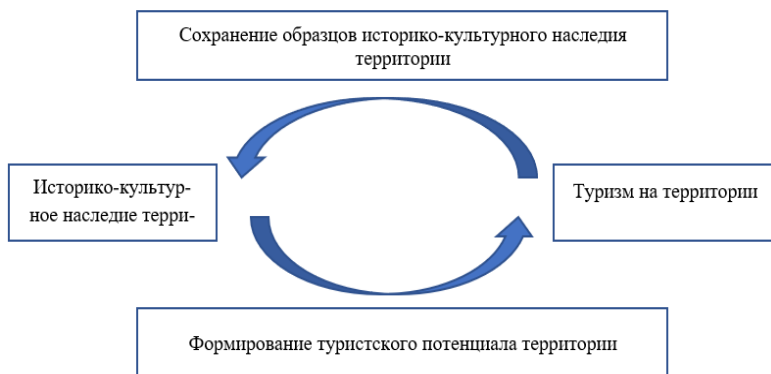 Сохранение образцов историко-культурного наследия
территории
Историко-культур-
ное наследие терри-
Туризм на территории
Формирование туристского потенциала территории